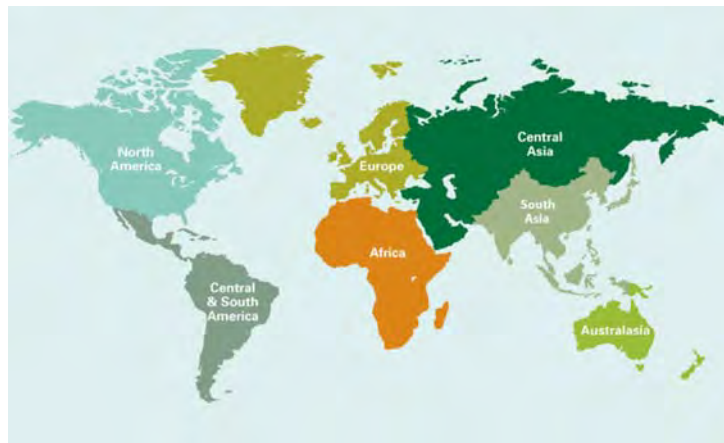 North
America
Europe
Central
Asia
South
Asia
Africa
Central
& South
America
Australasia